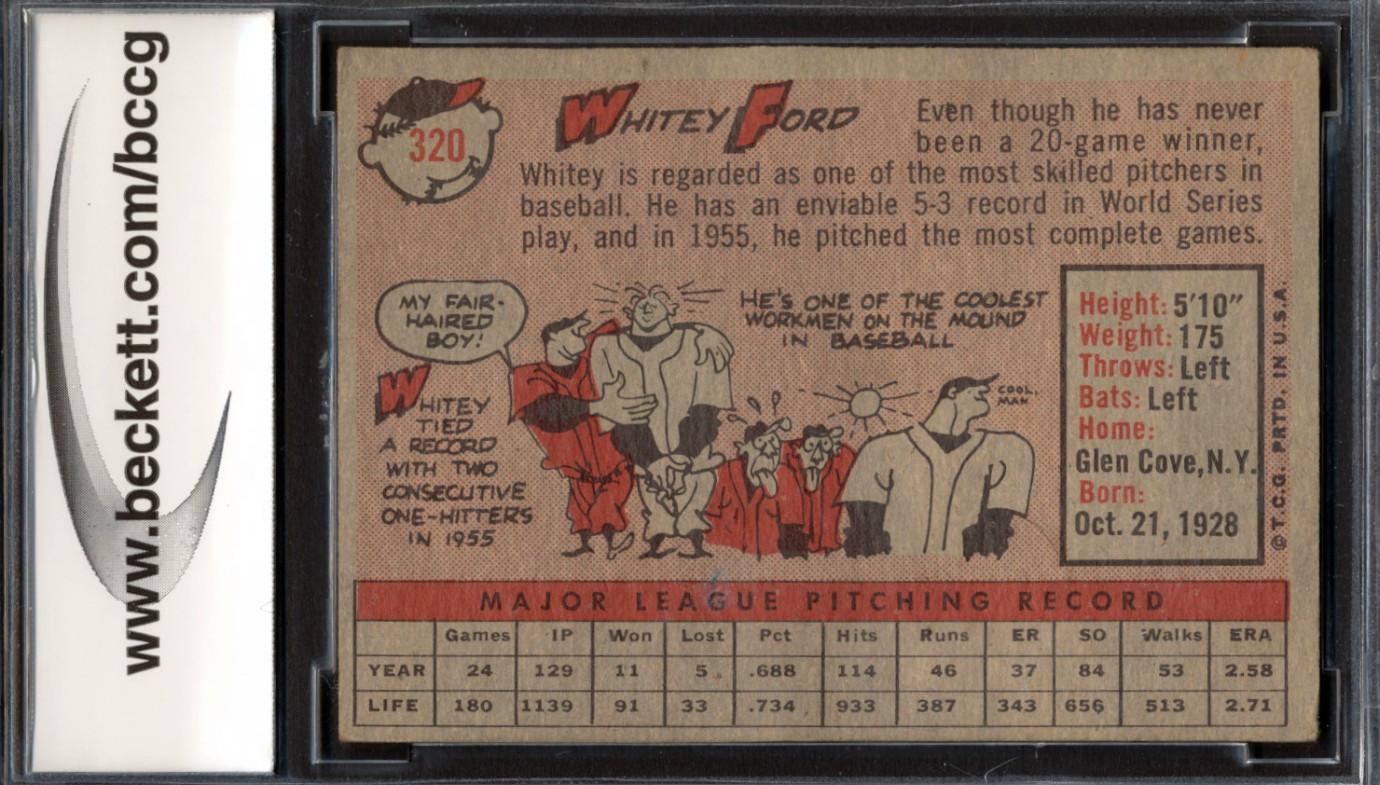 www.beckett.com/bccg
320
WHITEY FORD
Even though he has never
been a 20-game winner,
Whitey is regarded as one of the most skilled pitchers in
baseball. He has an enviable 5-3 record in World Series
play, and in 1955, he pitched the most complete games.
MY FAIR-
HAIRED
BOY!
WHITEY
TIED
A RECORD
WITH TWO
CONSECUTIVE
ONE-HITTERS
IN 1955
HE'S ONE OF THE COOLEST
WORKMEN ON THE MOUND
IN BASEBALL
COOL,
MAN
Height: 5'10"
Weight: 175
Throws: Left
Bats: Left
Home:
Glen Cove, N.Y.
Born:
Oct. 21, 1928
© T.C.G. PRTD. IN U.S.A.
MAJOR LEAGUE PITCHING RECORD
Games IP Won Lost Pct Hits Runs ER SO Walks ERA
YEAR 24 129 11 5 .688 114 46 37 84 53 2.58
LIFE 180 1139 91 33 .734 933 387 343 656 513 2.71